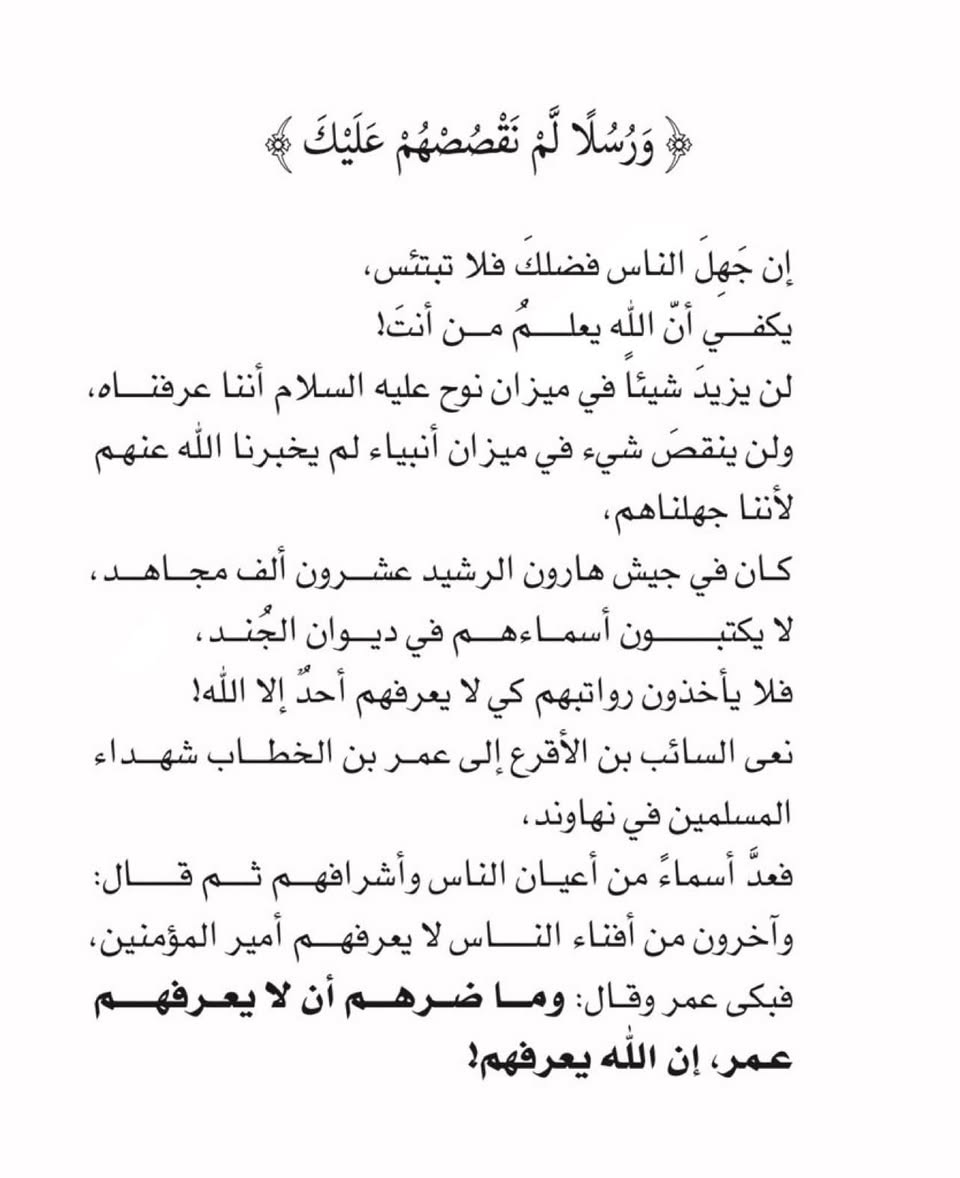 ﴿ وَرُسُلًا لَّمْ نَقْصُصْهُمْ عَلَيْكَ ﴾
إن جَهِلَ الناس فضلكَ فلا تبتئس،
يكفي أنّ الله يعلمُ من أنتَ!
لن يزيدَ شيئاً في ميزان نوح عليه السلام أننا عرفناه،
ولن ينقصَ شيء في ميزان أنبياء لم يخبرنا الله عنهم
لأننا جهلناهم،
كان في جيش هارون الرشيد عشرون ألف مجاهد،
لا يكتبون أسماءهم في ديوان الجُند،
فلا يأخذون رواتبهم كي لا يعرفهم أحدٌ إلا الله!
نعى السائب بن الأقرع إلى عمر بن الخطاب شهداء
المسلمين في نهاوند،
فعدَّ أسماءً من أعيان الناس وأشرافهم ثم قال:
وآخرون من أفناء الناس لا يعرفهم أمير المؤمنين،
فبكى عمر وقال: وما ضرهم أن لا يعرفهم
عمر، إن الله يعرفهم!